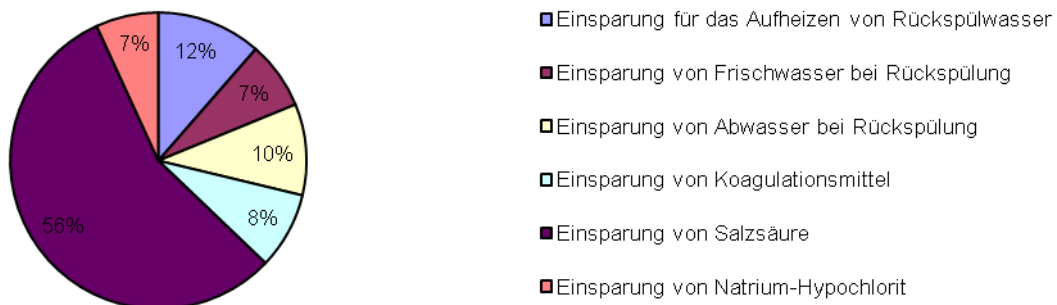 7%
12%
7%
10%
8%
56%
Einsparung für das Aufheizen von Rückspülwasser
Einsparung von Frischwasser bei Rückspülung
Einsparung von Abwasser bei Rückspülung
Einsparung von Koagulationsmittel
Einsparung von Salzsäure
Einsparung von Natrium-Hypochlorit